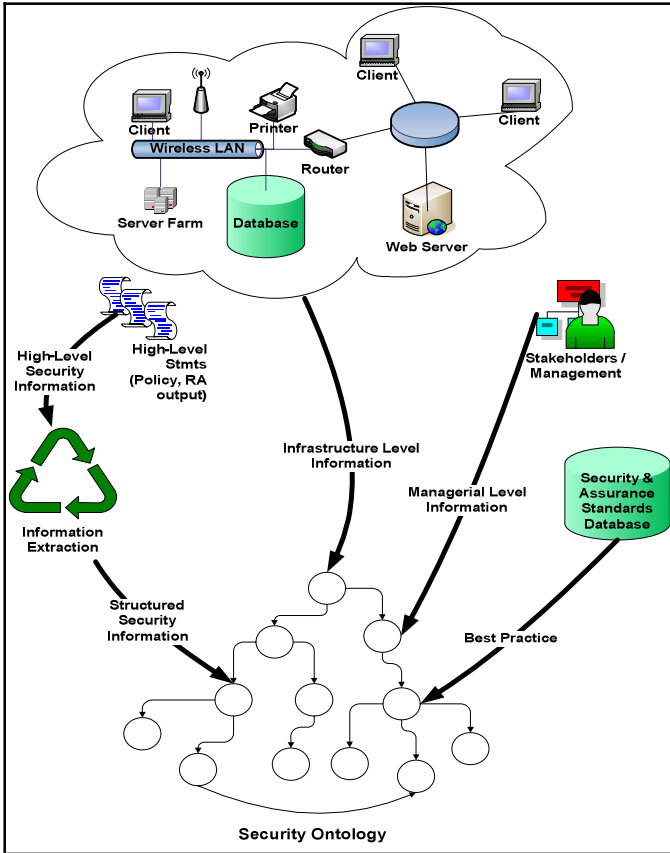 Client
Client
Client
Printer
Wireless LAN
Router
Server Farm
Database
Web Server
High-Level
Security
Information
High-Level
Stmts
(Policy, RA
output)
Stakeholders /
Management
Infrastructure Level
Information
Managerial Level
Information
Security &
Assurance
Standards
Database
Information
Extraction
Structured
Security
Information
Best Practice
Security Ontology